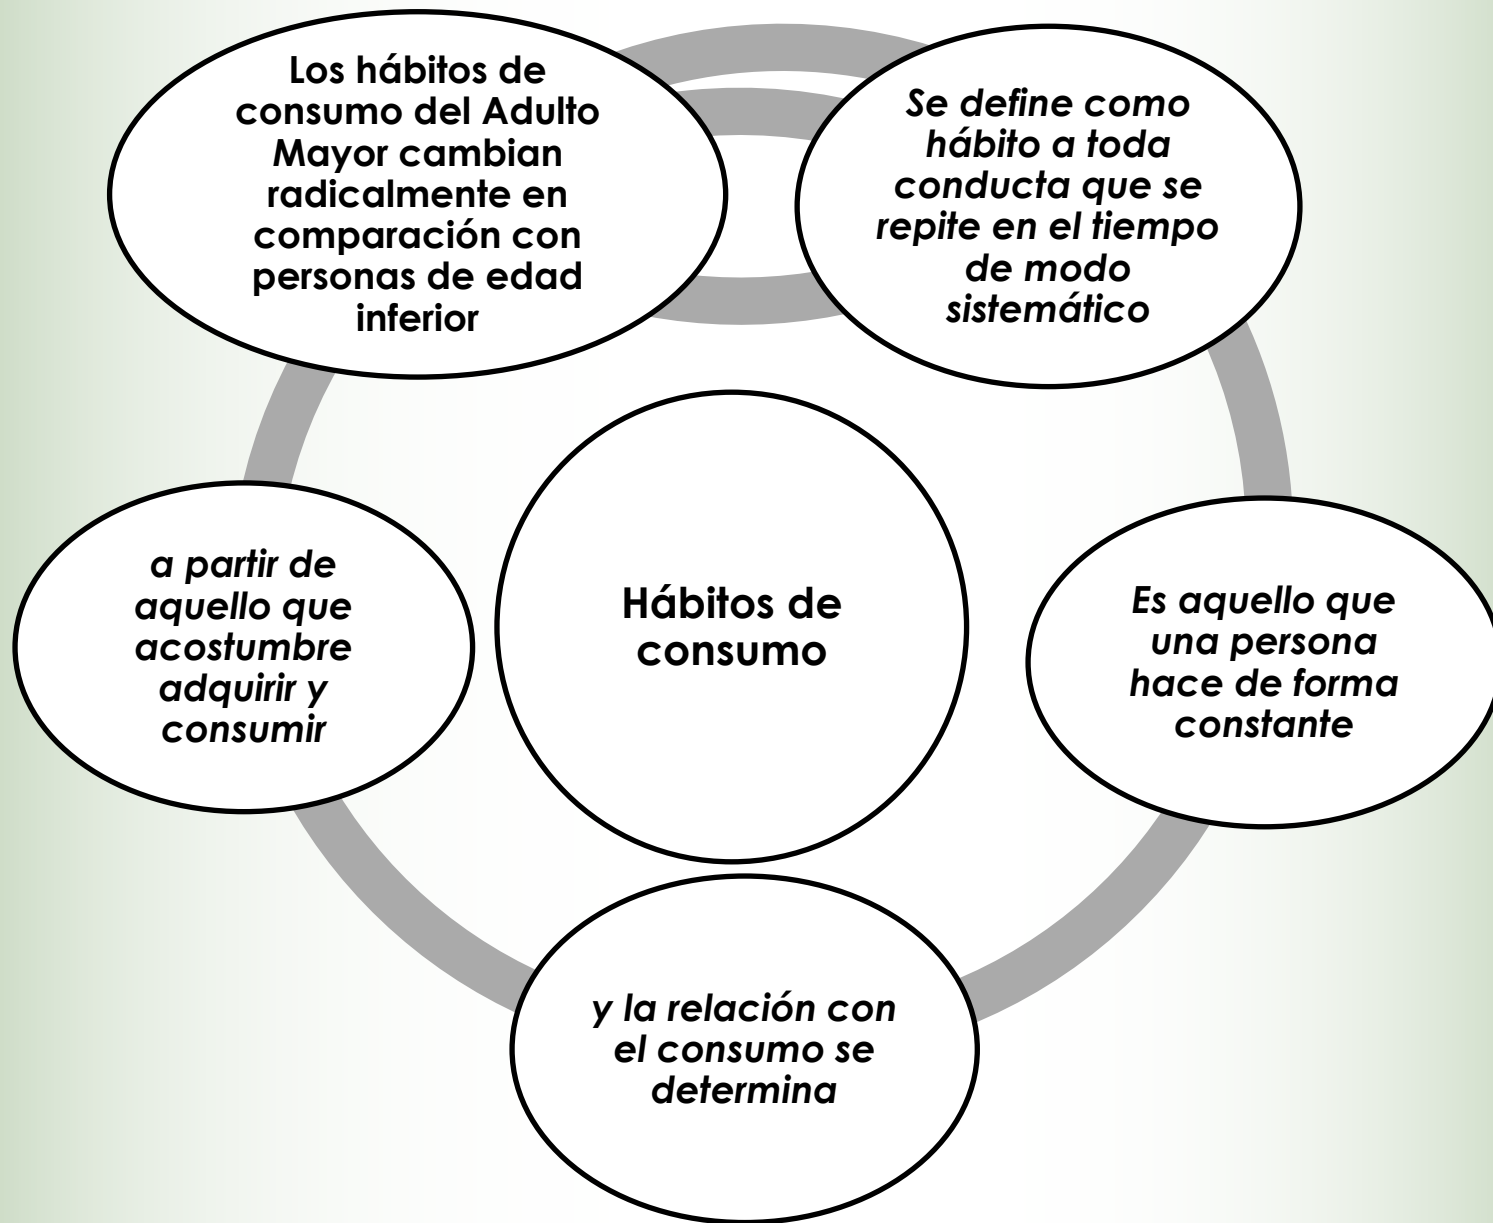 Los hábitos de
consumo del Adulto
Mayor cambian
radicalmente en
comparación con
personas de edad
inferior
Se define como
hábito a toda
conducta que se
repite en el tiempo
de modo
sistemático
Es aquello que
una persona
hace de forma
constante
y la relación con
el consumo se
determina
a partir de
aquello que
acostumbre
adquirir y
consumir
Hábitos de
consumo